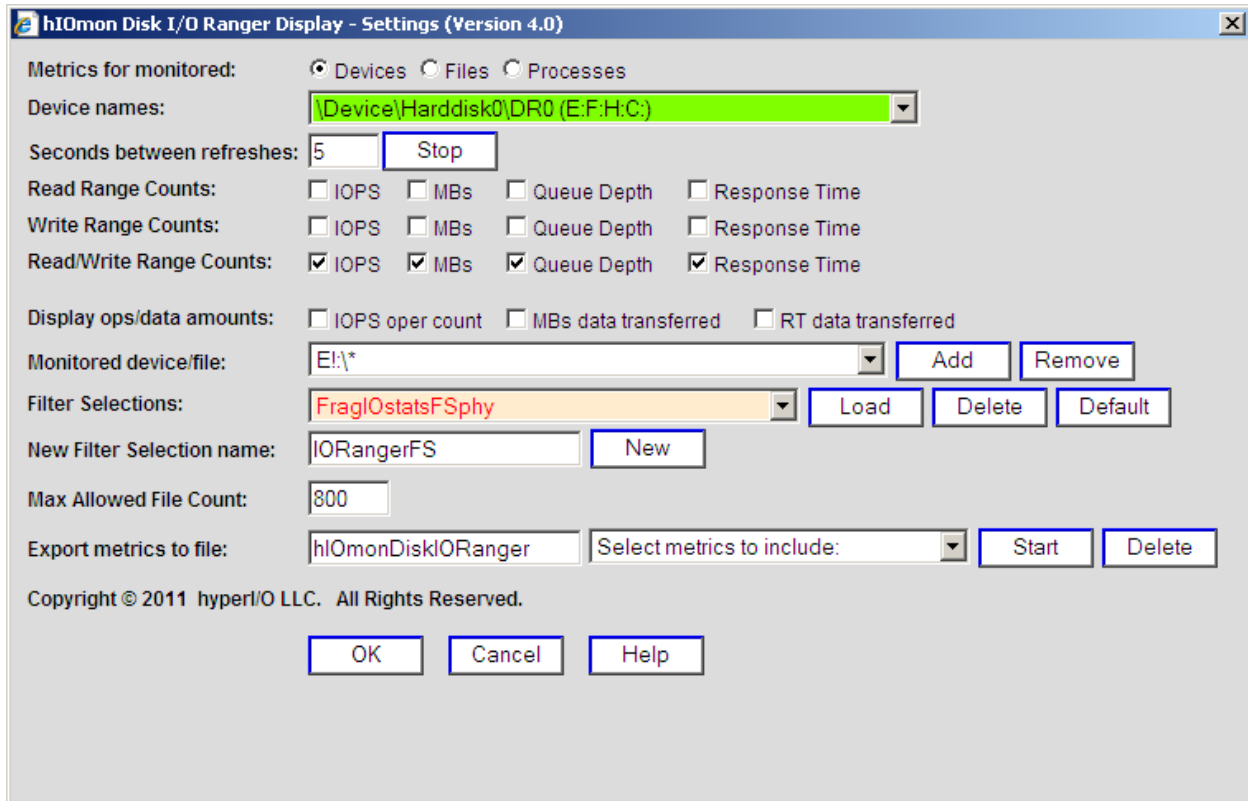 hIOmon Disk I/O Ranger Display - Settings (Version 4.0)
Metrics for monitored: Devices Files Processes
Device names: \Device\Harddisk0\DR0 (E:F:H:C:)
Seconds between refreshes: 5 Stop
Read Range Counts: IOPS MBs Queue Depth Response Time
Write Range Counts: IOPS MBs Queue Depth Response Time
Read/Write Range Counts: IOPS MBs Queue Depth Response Time
Display ops/data amounts: IOPS oper count MBs data transferred RT data transferred
Monitored device/file: E!:\* Add Remove
Filter Selections: FragIOstatsFSphy Load Delete Default
New Filter Selection name: IORangerFS New
Max Allowed File Count: 800
Export metrics to file: hIOmonDiskIORanger Select metrics to include: Start Delete
Copyright © 2011 hyperI/O LLC. All Rights Reserved.
OK Cancel Help